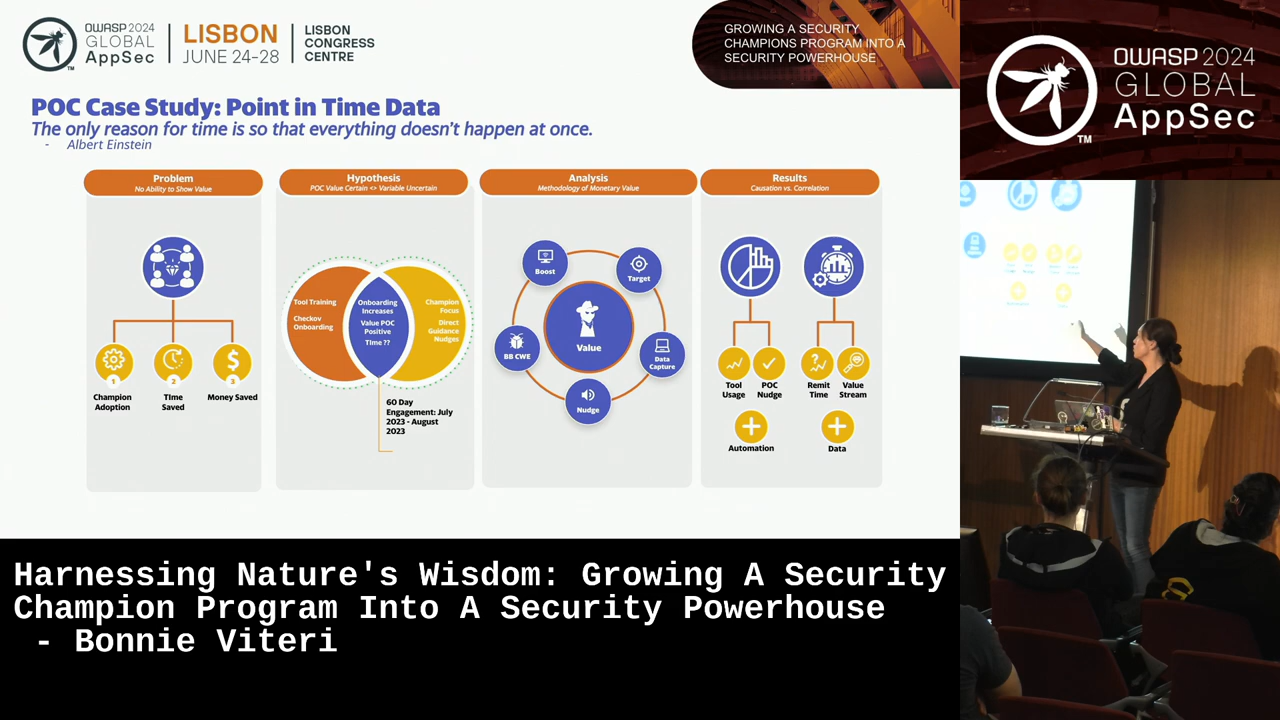 OWASP 2024
GLOBAL
AppSec
TM
LISBON
JUNE 24-28
LISBON
CONGRESS
CENTRE
GROWING A SECURITY
CHAMPIONS PROGRAM INTO A
SECURITY POWERHOUSE
POC Case Study: Point in Time Data
The only reason for time is so that everything doesn't happen at once.
- Albert Einstein
Problem
No Ability to Show Value
1
2
$
3
Champion
Adoption
TIme
Saved
Money Saved
Hypothesis
POC Value Certain <> Variable Uncertain
Tool Training
Checkov
Onboarding
Onboarding
Increases
Value POC
Positive
TIme ??
Champion
Focus
Direct
Guidance
Nudges
60 Day
Engagement: July
2023 - August
2023
Analysis
Methodology of Monetary Value
Boost
Target
Value
BB CWE
Data
Capture
Nudge
Results
Causation vs. Correlation
Tool
Usage
POC
Nudge
Remit
Time
Value
Stream
Automation
Data
OWASP 2024
GLOBAL
AppSec
TM
Harnessing Nature's Wisdom: Growing A Security
Champion Program Into A Security Powerhouse
- Bonnie Viteri